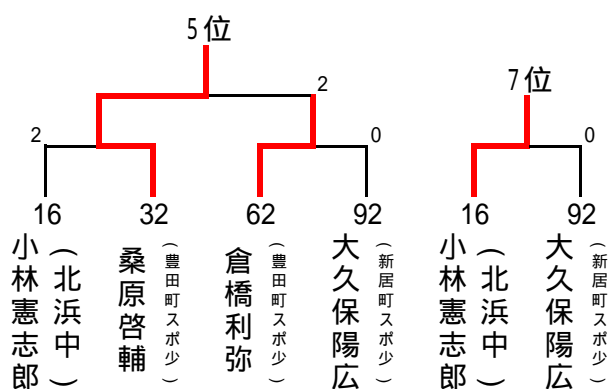 5位
7位
2
2
0
0
16
32
62
92
16
92
小林憲志郎
(北浜中)
桑原啓輔
(豊田町スポ少)
倉橋利弥
(豊田町スポ少)
大久保陽広
(新居町スポ少)
小林憲志郎
(北浜中)
大久保陽広
(新居町スポ少)